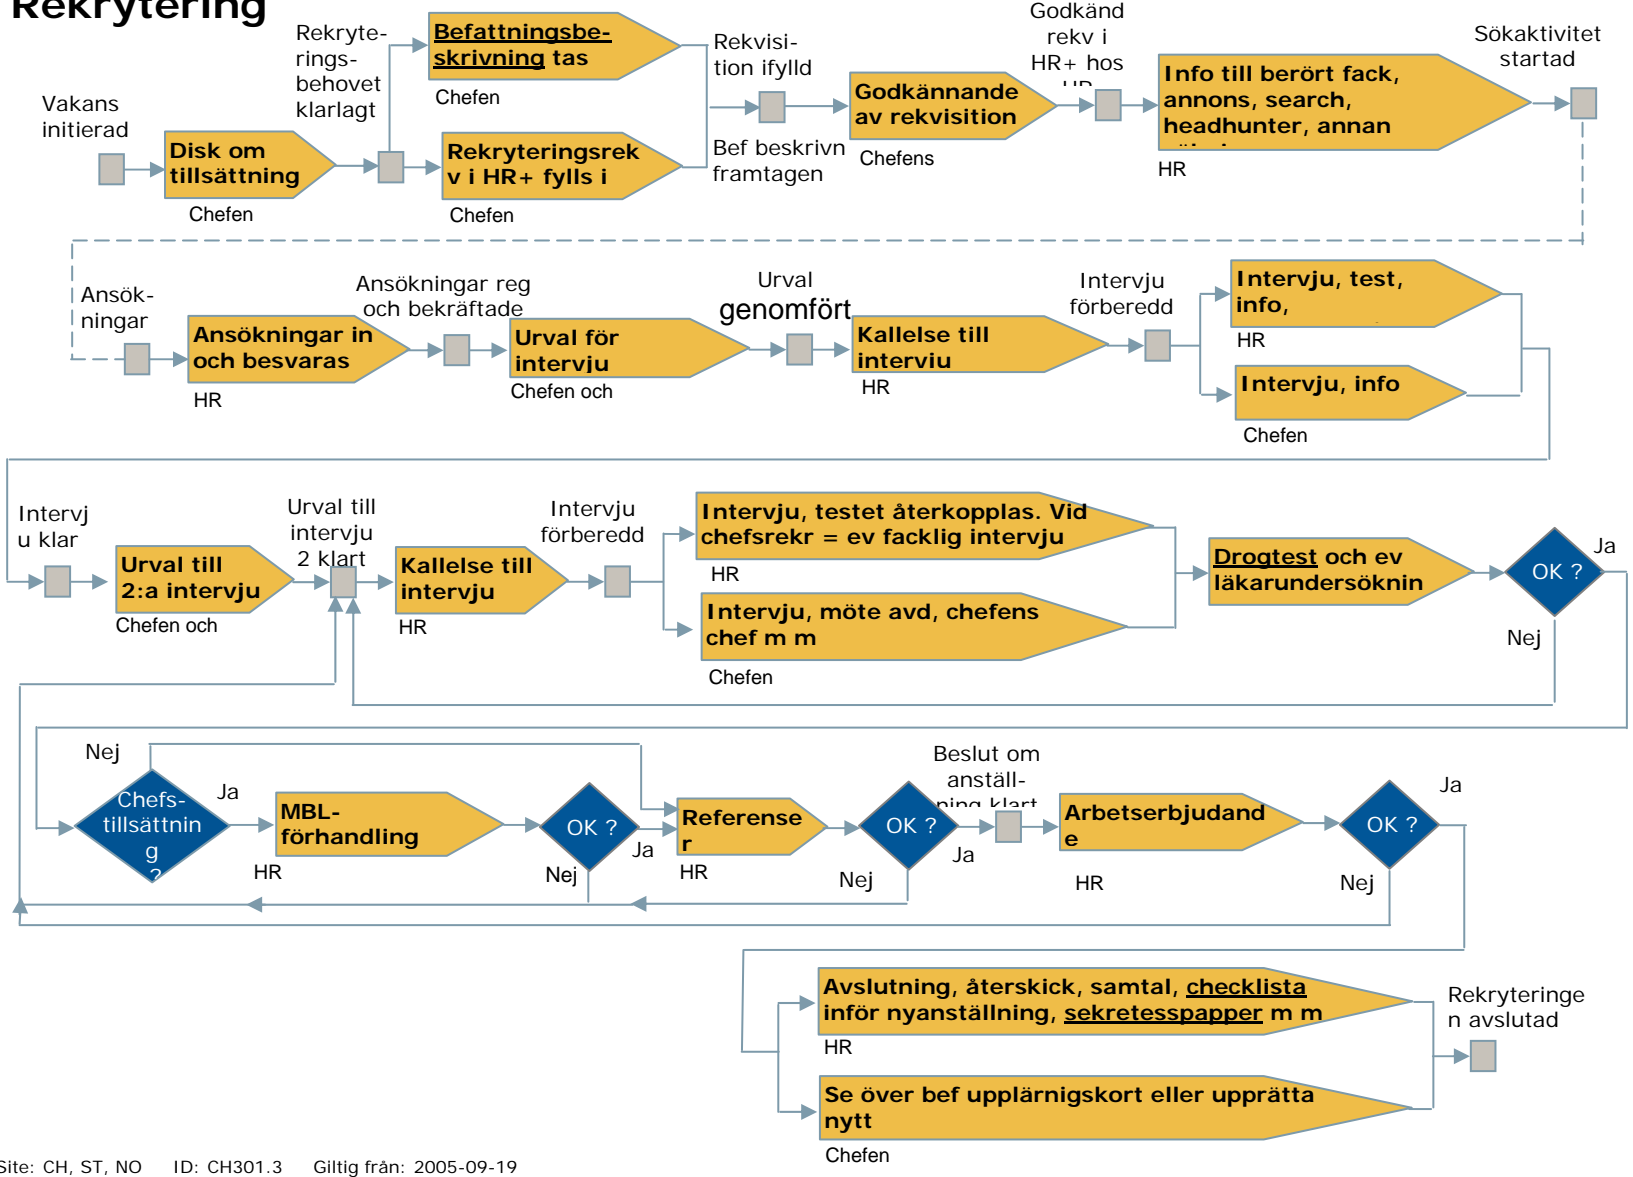 Rekrytering
Vakans
initierad
Disk om
tillsättning
Chefen
Rekryte-
rings-
behovet
klarlagt
Befattningsbe-
skrivning tas
Chefen
Rekryteringsrek
v i HR+ fylls i
Chefen
Rekvisi-
tion ifylld
Bef beskrivn
framtagen
Godkännande
av rekvisition
Chefens
Godkänd
rekv i
HR+ hos
HR
Info till berört fack,
annons, search,
headhunter, annan
HR
Sökaktivitet
startad
Ansök-
ningar
Ansökningar in
och besvaras
HR
Ansökningar reg
och bekräftade
Urval för
intervju
Chefen och
Urval
genomfört
Kallelse till
intervju
HR
Intervju
förberedd
Intervju, test,
info,
HR
Intervju, info
Chefen
Intervj
u klar
Urval till
2:a intervju
Chefen och
Urval till
intervju
2 klart
Kallelse till
intervju
HR
Intervju
förberedd
Intervju, testet återkopplas. Vid
chefsrekr = ev facklig intervju
HR
Intervju, möte avd, chefens
chef m m
Chefen
Drogtest och ev
läkarundersöknin
OK ?
Ja
Nej
Nej
Chefs-
tillsättnin
g
?
Ja
MBL-
förhandling
HR
OK ?
Ja
Nej
Referense
r
HR
OK ?
Ja
Nej
Beslut om
anställ-
ning klart
Arbetserbjudand
e
HR
OK ?
Ja
Nej
Avslutning, återskick, samtal, checklista
inför nyanställning, sekretesspapper m m
HR
Se över bef upplärnigskort eller upprätta
nytt
Chefen
Rekryteringe
n avslutad
Site: CH, ST, NO ID: CH301.3 Giltig från: 2005-09-19